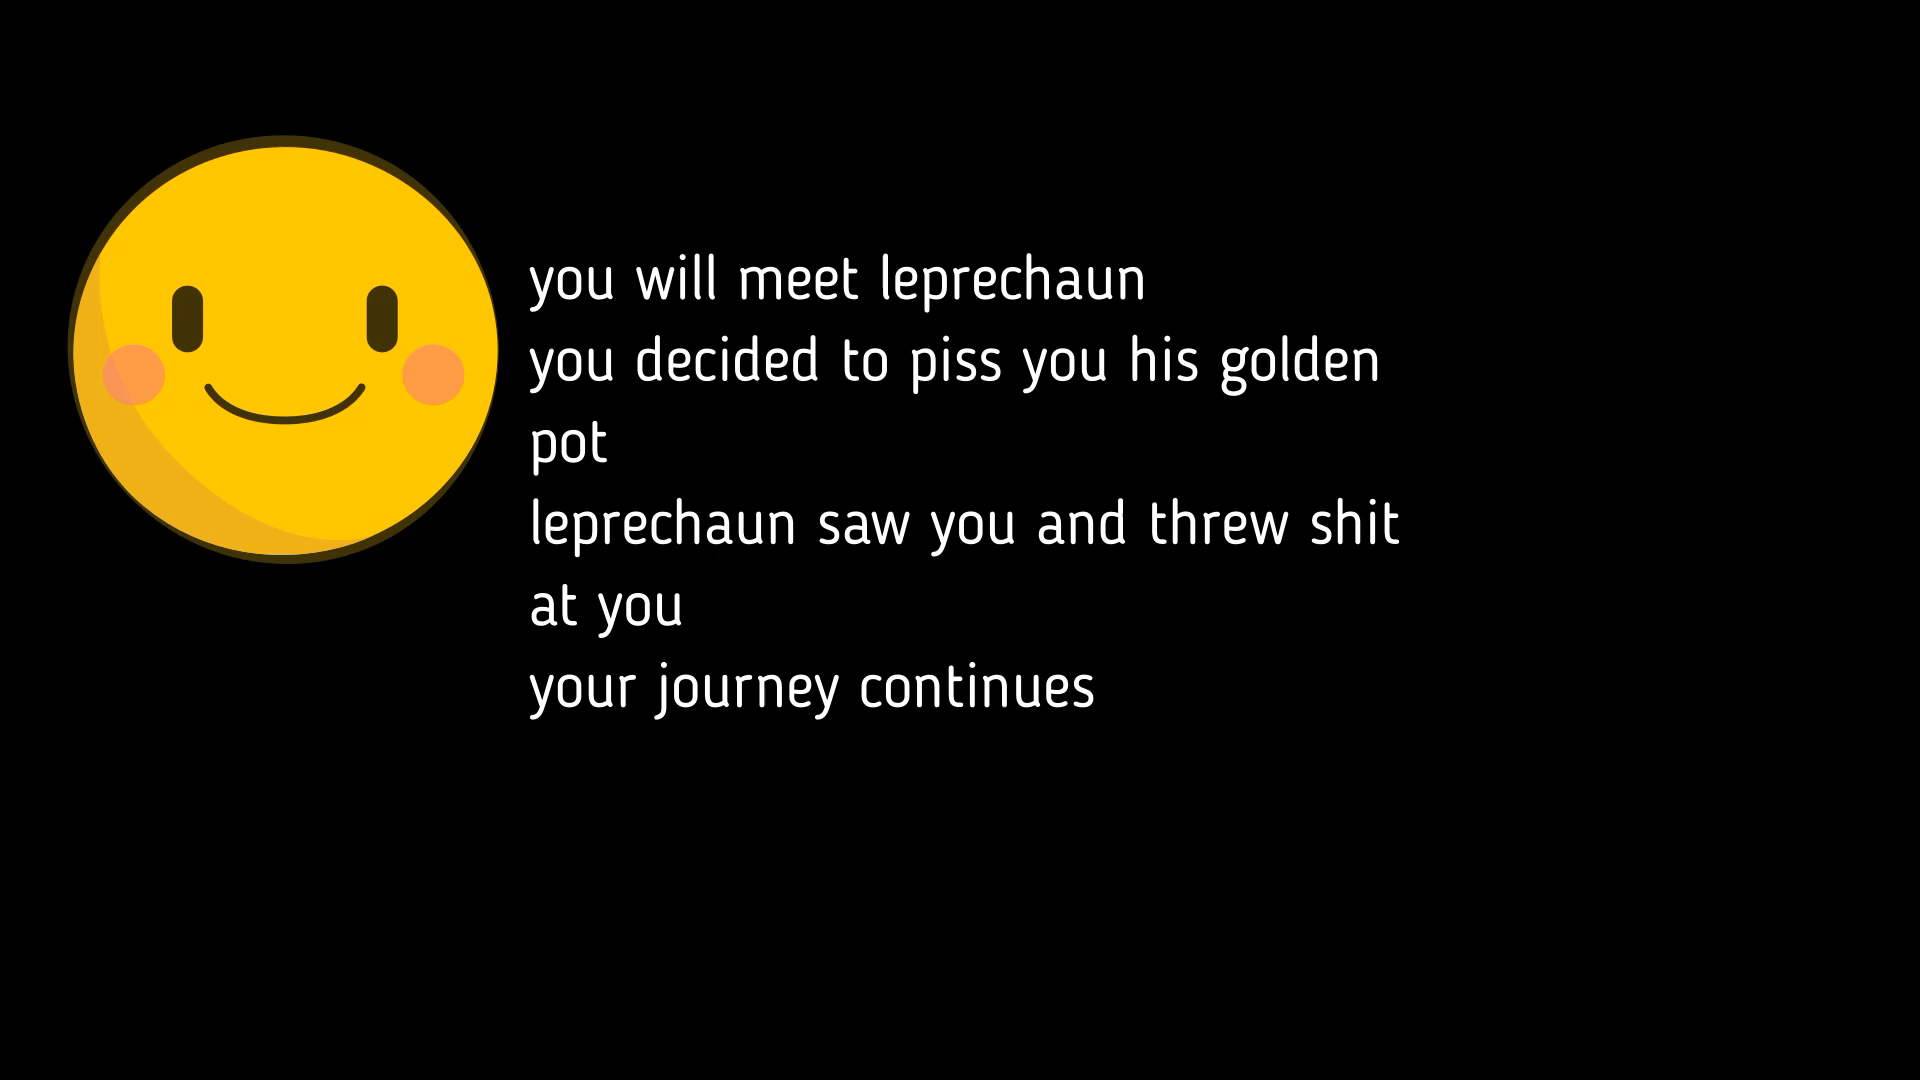 you will meet leprechaun
you decided to piss you his golden
pot
leprechaun saw you and threw shit
at you
your journey continues